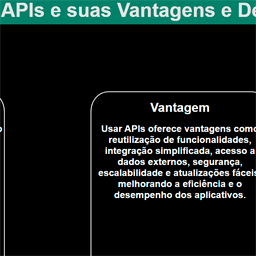 APIs e suas Vantagens e De
Vantagem
Usar APIs oferece vantagens como
reutilização de funcionalidades,
integração simplificada, acesso a
dados externos, segurança,
escalabilidade e atualizações fáceis
melhorando a eficiência e o
desempenho dos aplicativos.